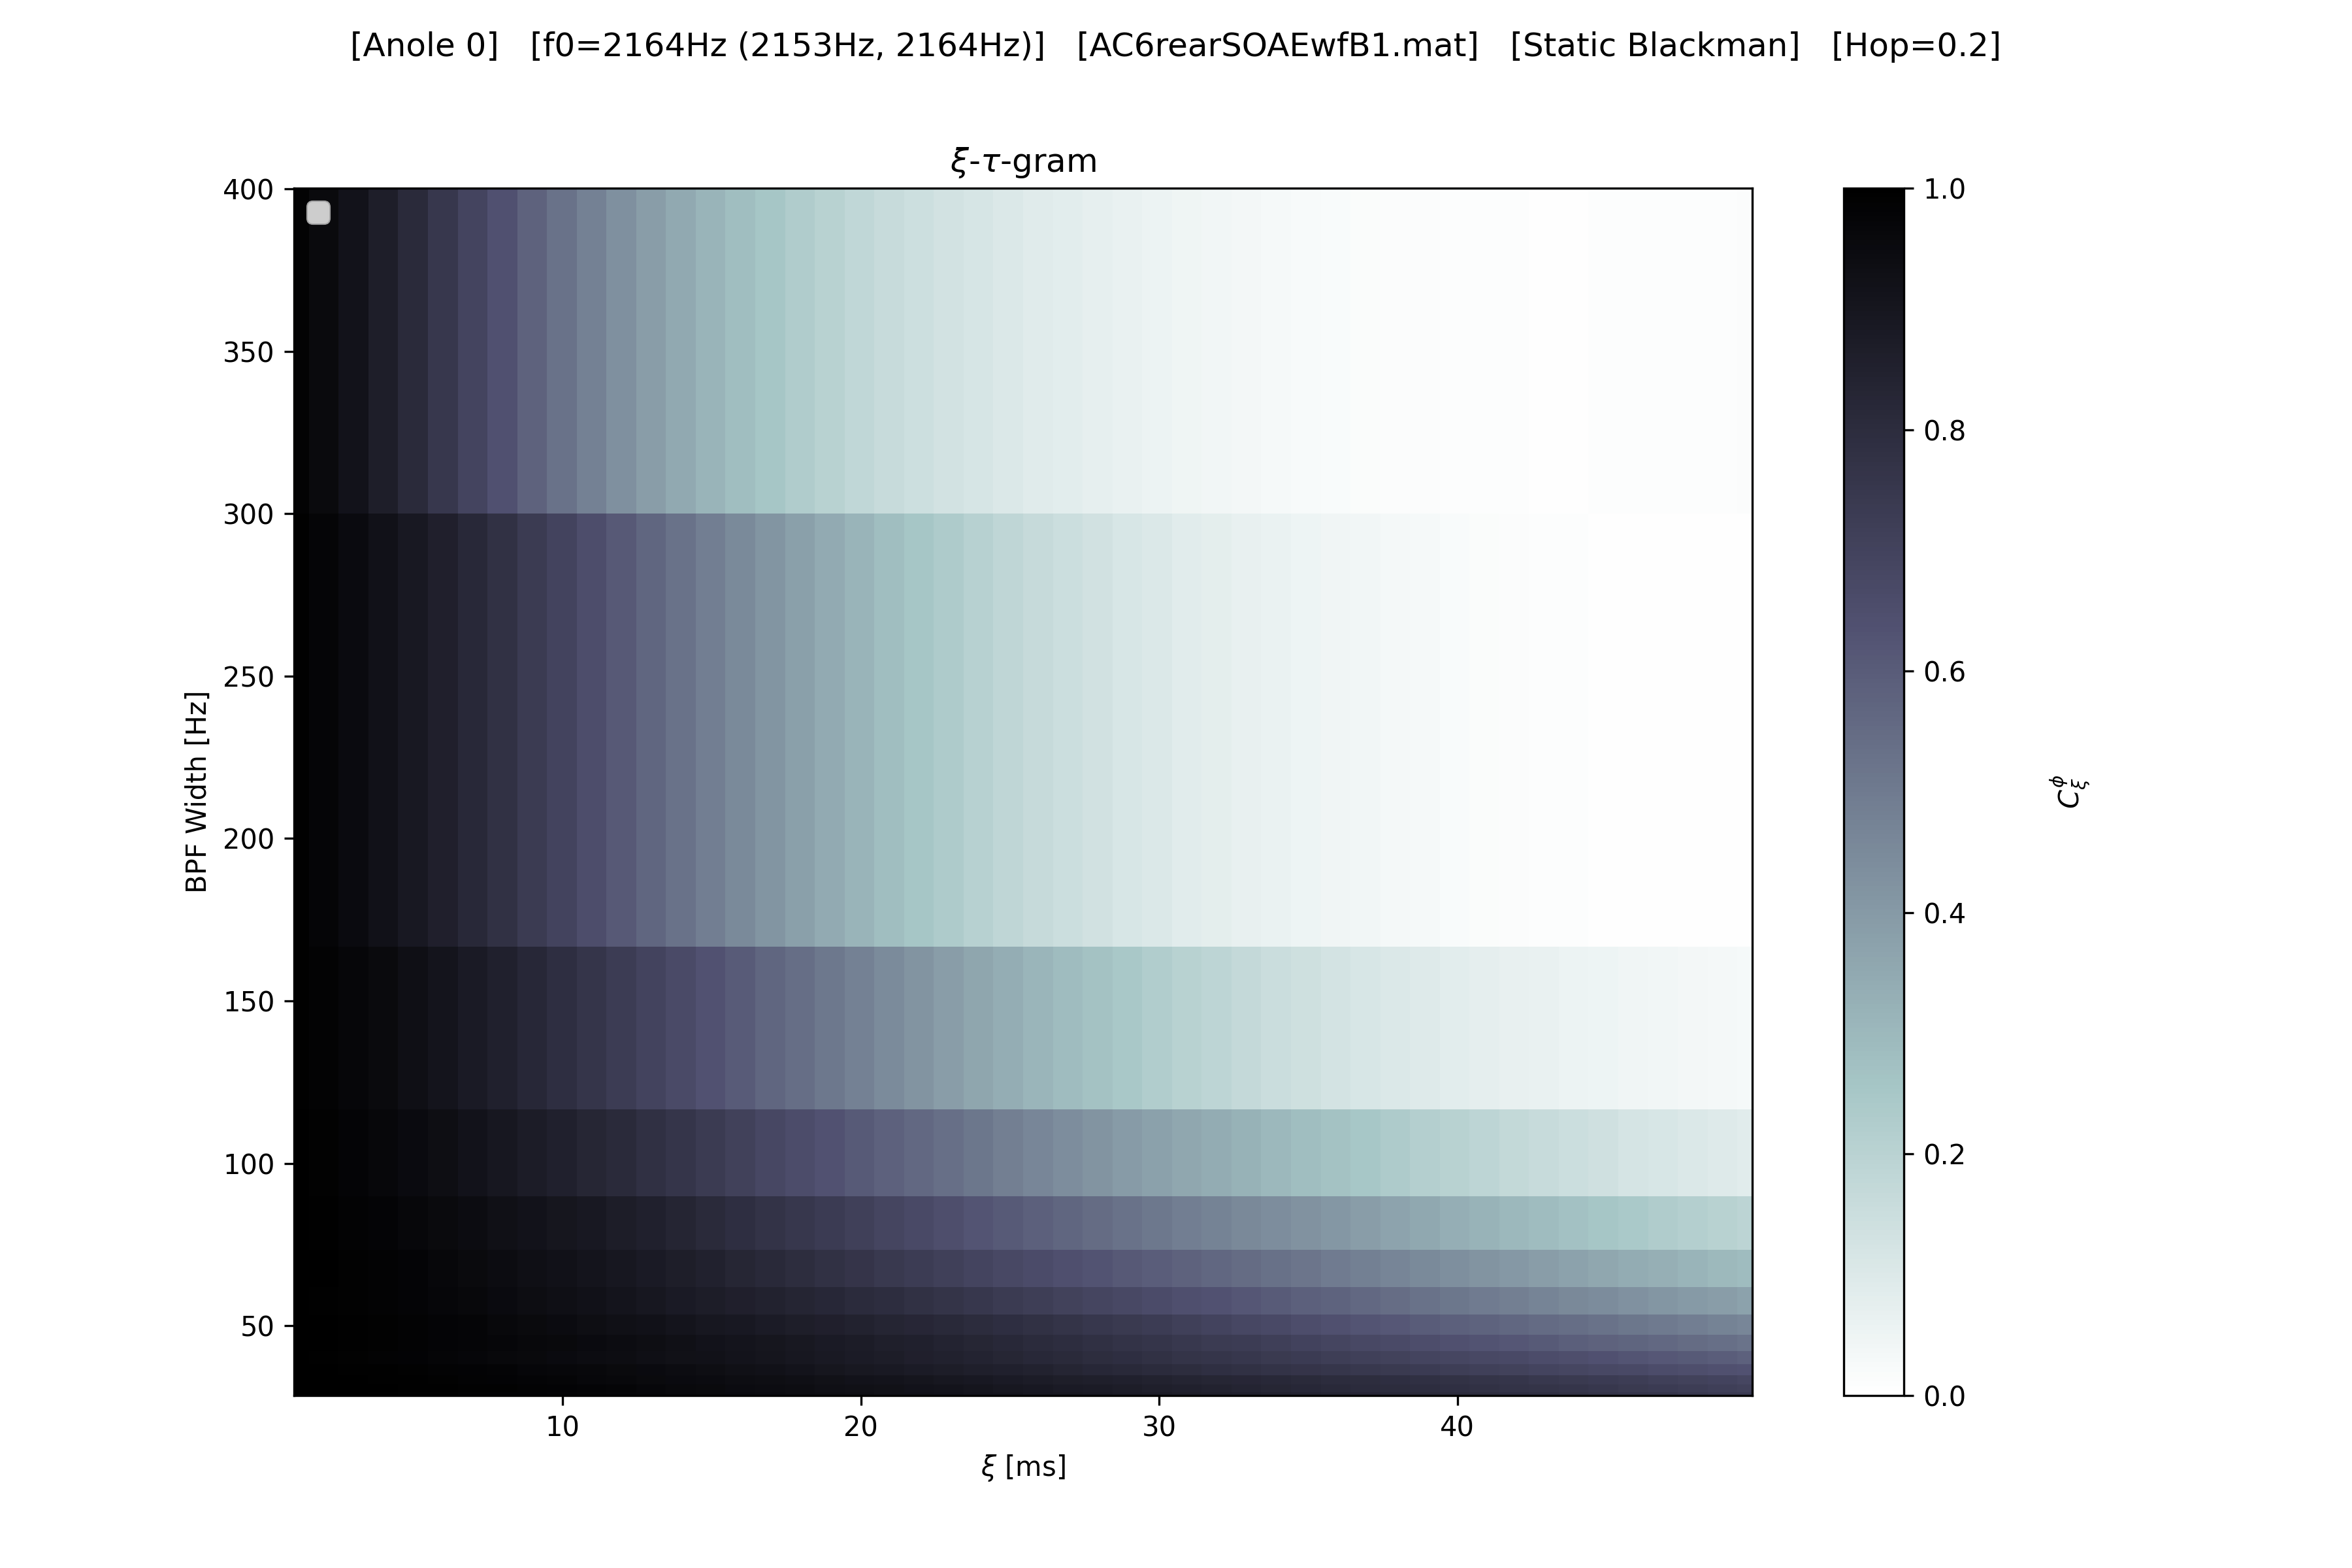 [Anole 0]   [f0=2164Hz (2153Hz, 2164Hz)]   [AC6rearSOAEwfB1.mat]   [Static Blackman]   [Hop=0.2]
ξ-τ-gram
400
350
300
250
200
150
100
50
BPF Width [Hz]
10 20 30 40
ξ [ms]
1.0
0.8
0.6
0.4
0.2
0.0
C_ξ^ϕ